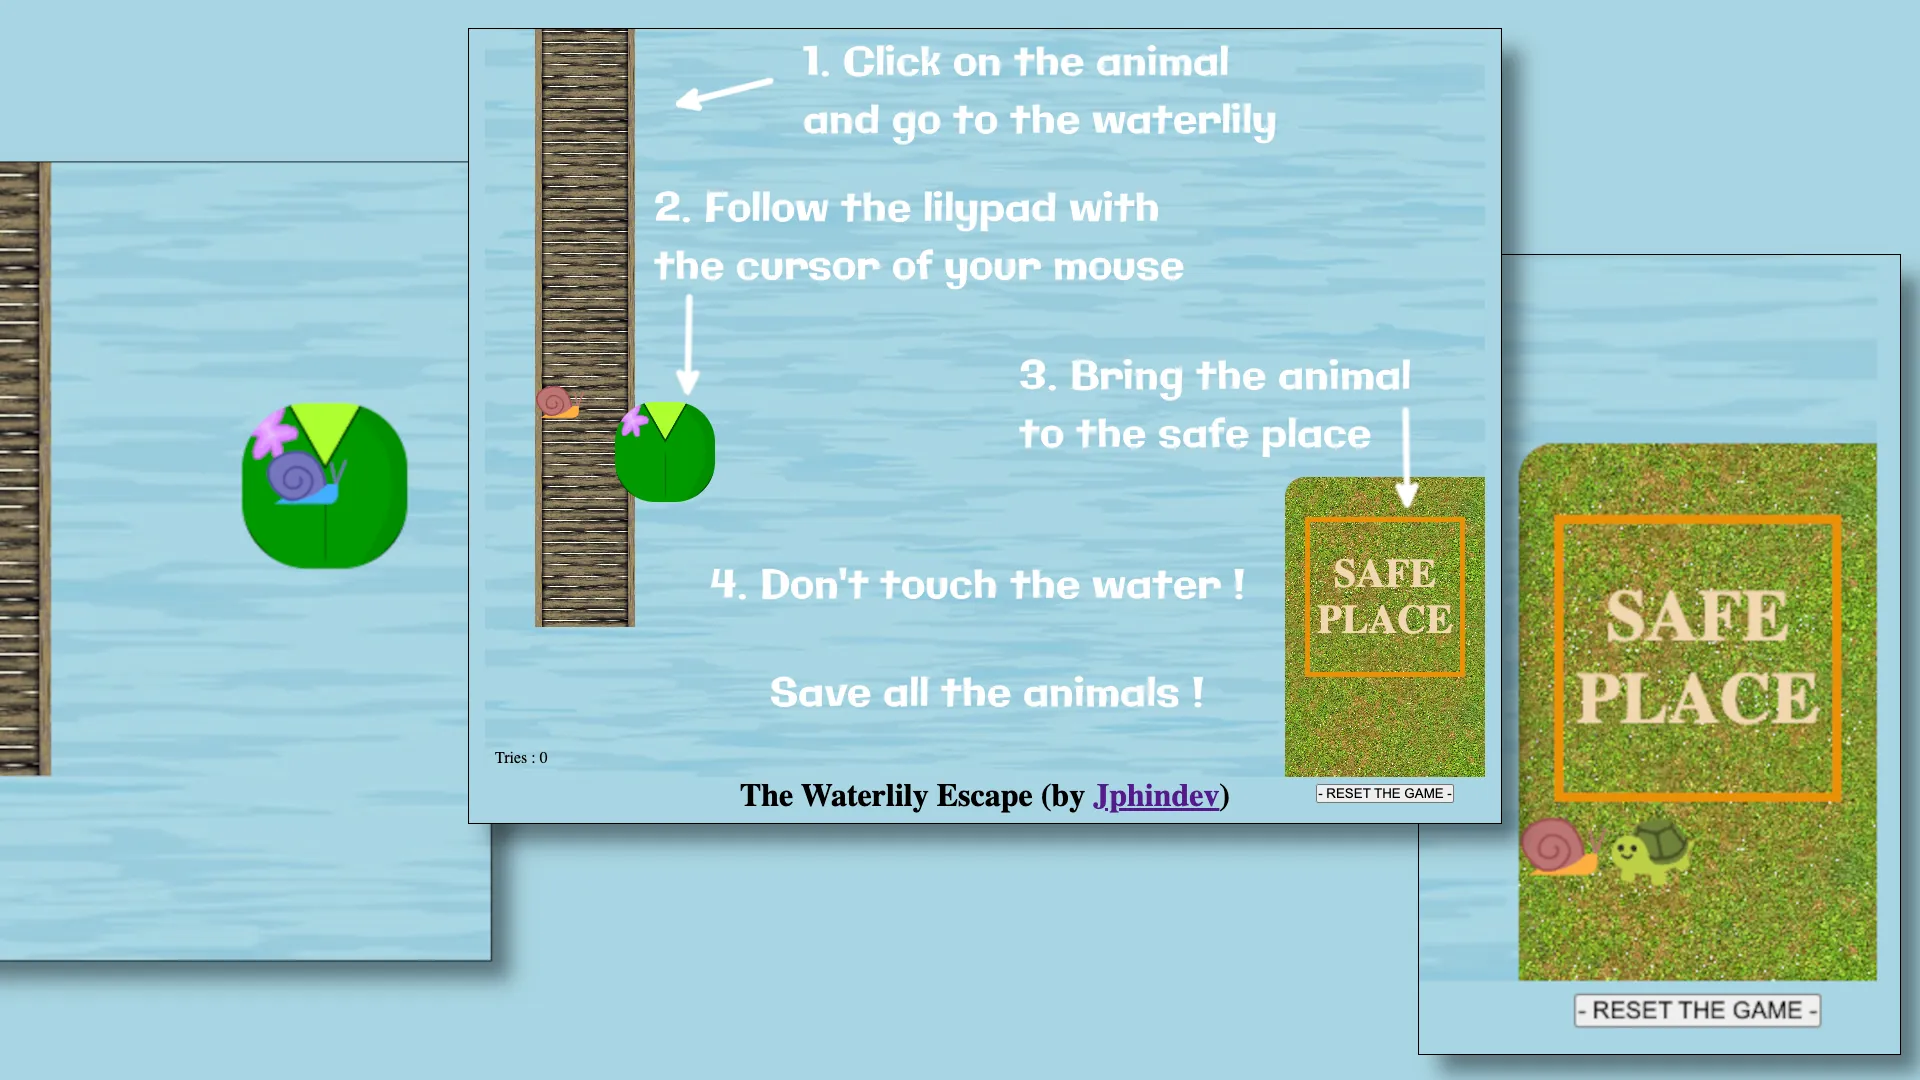 1. Click on the animal
and go to the waterlily
2. Follow the lilypad with
the cursor of your mouse
3. Bring the animal
to the safe place
SAFE
PLACE
4. Don't touch the water !
Save all the animals !
Tries : 0
The Waterlily Escape (by Jphindev)
- RESET THE GAME -
SAFE
PLACE
- RESET THE GAME -